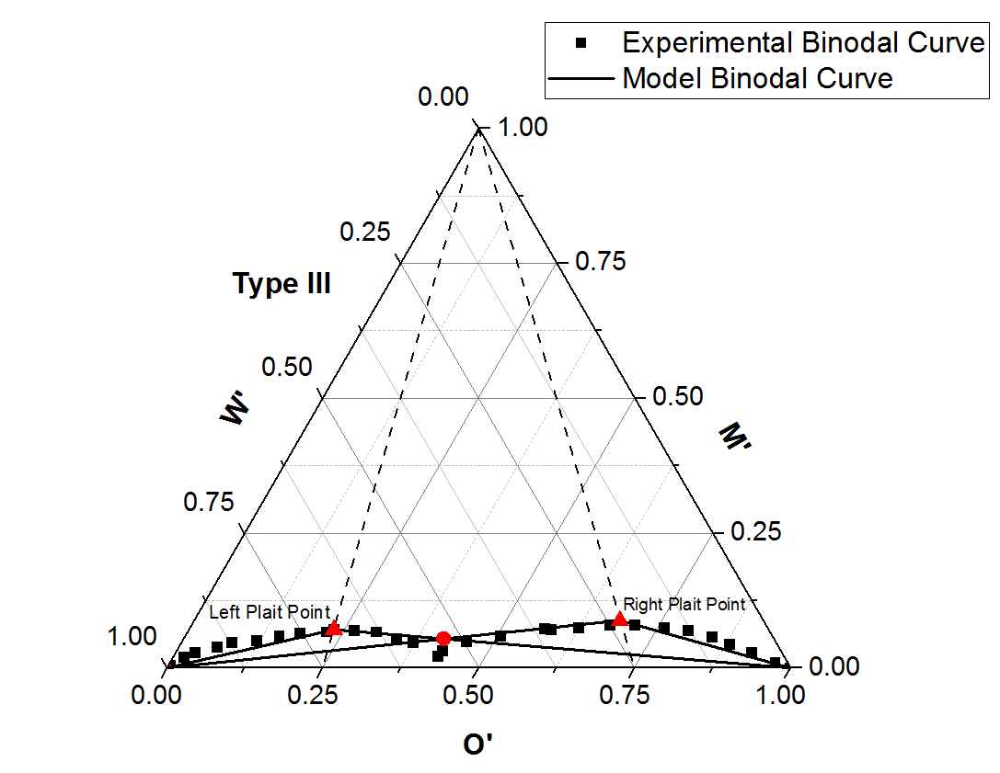 Experimental Binodal Curve
Model Binodal Curve
0.00
1.00
0.25
0.75
Type III
0.50
0.50
W'
M'
0.75
0.25
Left Plait Point
Right Plait Point
1.00
0.00
0.00
0.25
0.50
0.75
1.00
O'